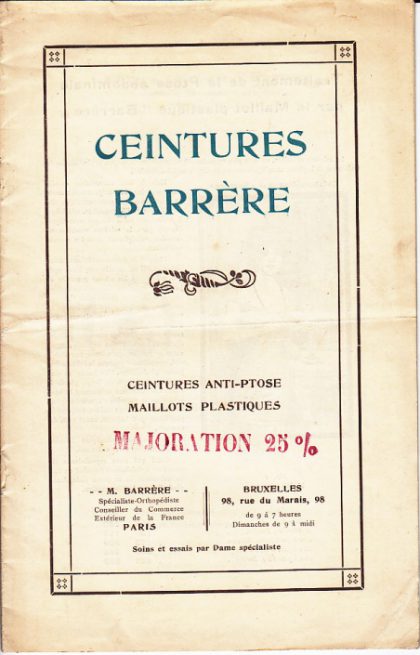 CEINTURES
BARRÈRE
CEINTURES ANTI-PTOSE
MAILLOTS PLASTIQUES
MAJORATION 25 %
- - M. BARRÈRE - -
Spécialiste-Orthopédiste
Conseiller du Commerce
Extérieur de la France
PARIS
BRUXELLES
98, rue du Marais, 98
de 9 à 7 heures
Dimanches de 9 à midi
Soins et essais par Dame spécialiste